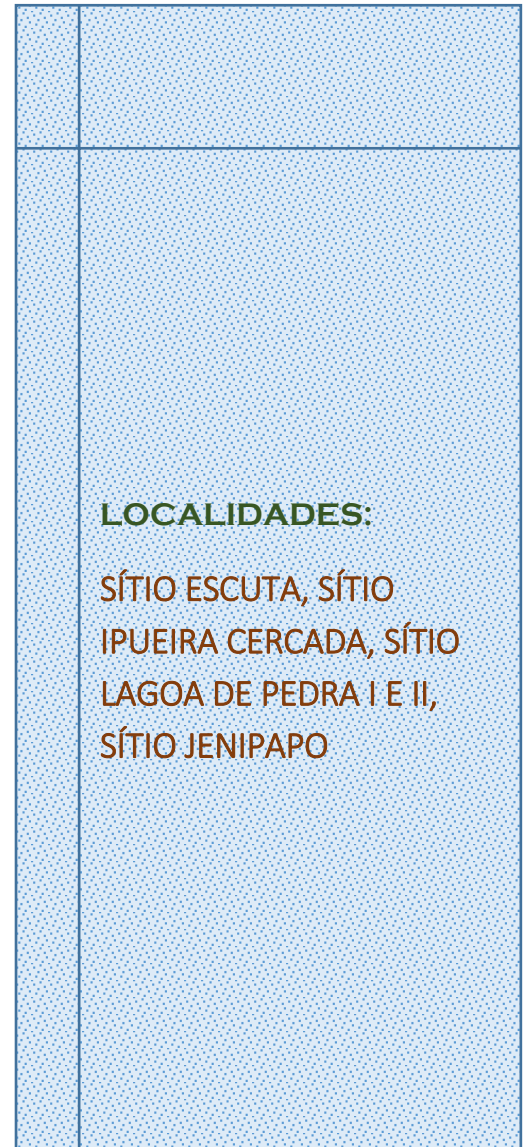 LOCALIDADES:
SÍTIO ESCUTA, SÍTIO
IPUEIRA CERCADA, SÍTIO
LAGOA DE PEDRA I E II,
SÍTIO JENIPAPO